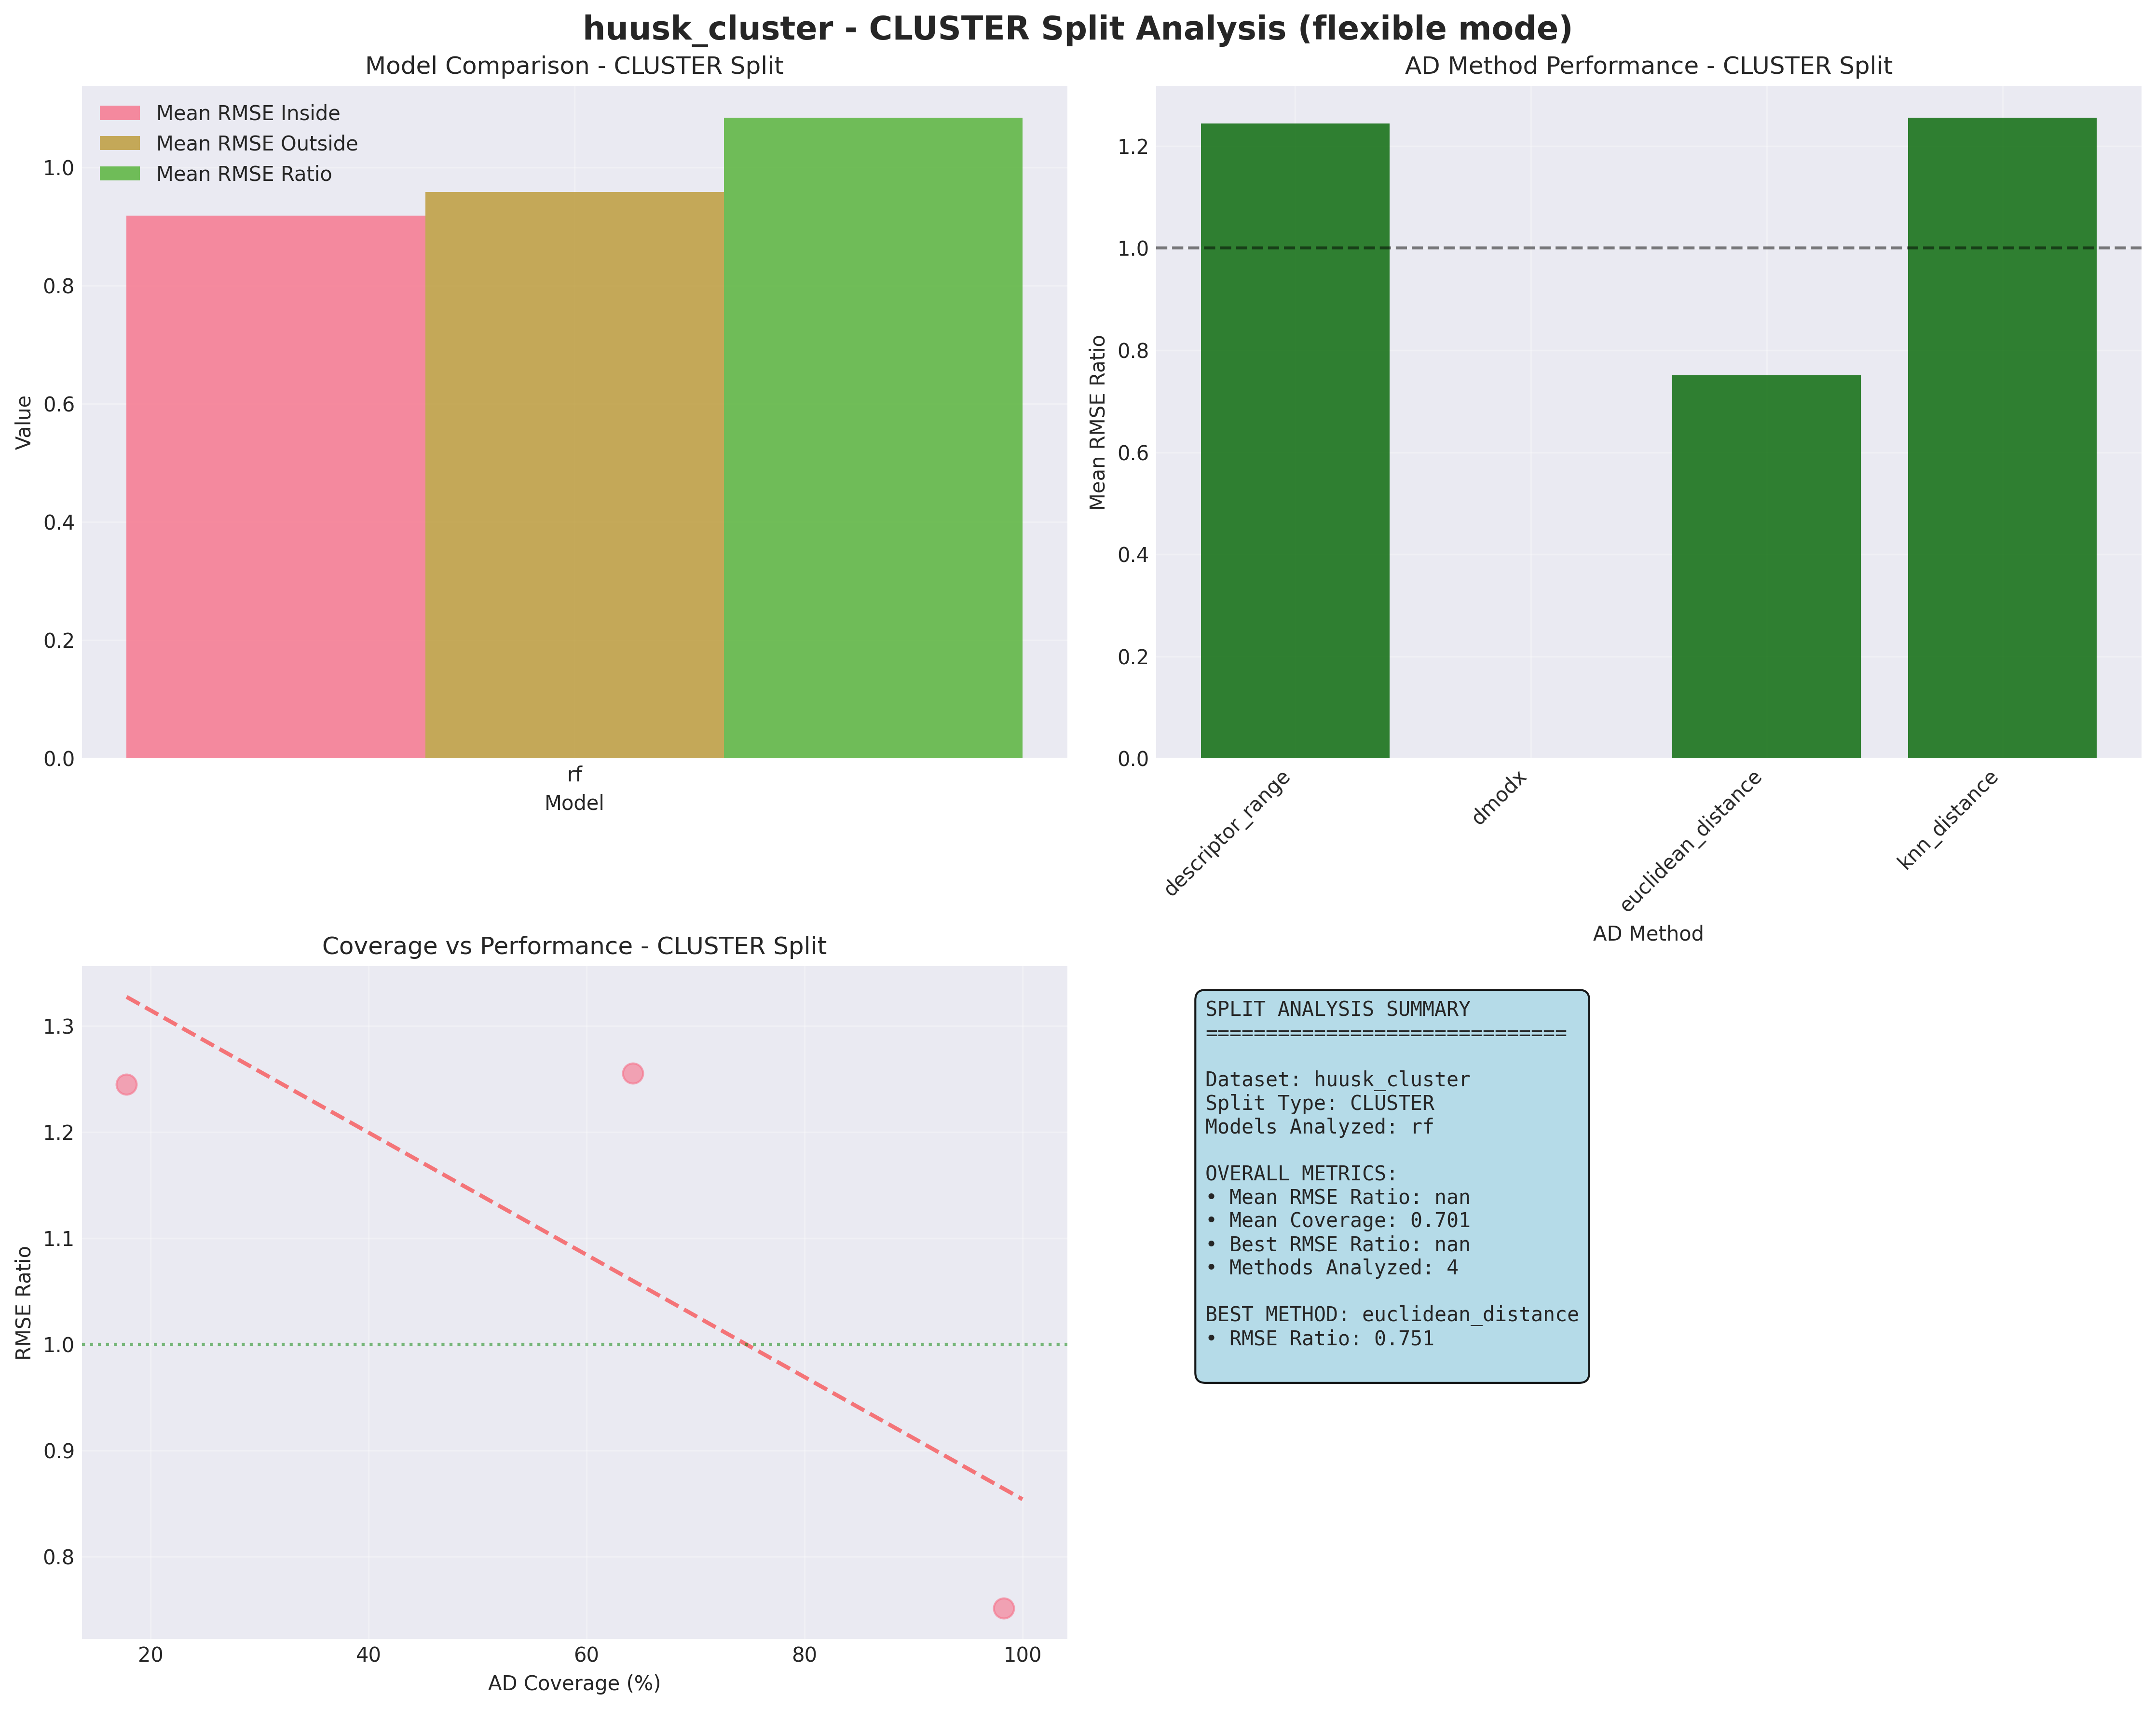 huusk_cluster - CLUSTER Split Analysis (flexible mode)
Model Comparison - CLUSTER Split
Mean RMSE Inside
Mean RMSE Outside
Mean RMSE Ratio
Value
1.0
0.8
0.6
0.4
0.2
0.0
rf
Model
AD Method Performance - CLUSTER Split
Mean RMSE Ratio
1.2
1.0
0.8
0.6
0.4
0.2
0.0
descriptor_range
dmodx
euclidean_distance
knn_distance
AD Method
Coverage vs Performance - CLUSTER Split
RMSE Ratio
1.3
1.2
1.1
1.0
0.9
0.8
20
40
60
80
100
AD Coverage (%)
SPLIT ANALYSIS SUMMARY
==============================
Dataset: huusk_cluster
Split Type: CLUSTER
Models Analyzed: rf
OVERALL METRICS:
• Mean RMSE Ratio: nan
• Mean Coverage: 0.701
• Best RMSE Ratio: nan
• Methods Analyzed: 4
BEST METHOD: euclidean_distance
• RMSE Ratio: 0.751